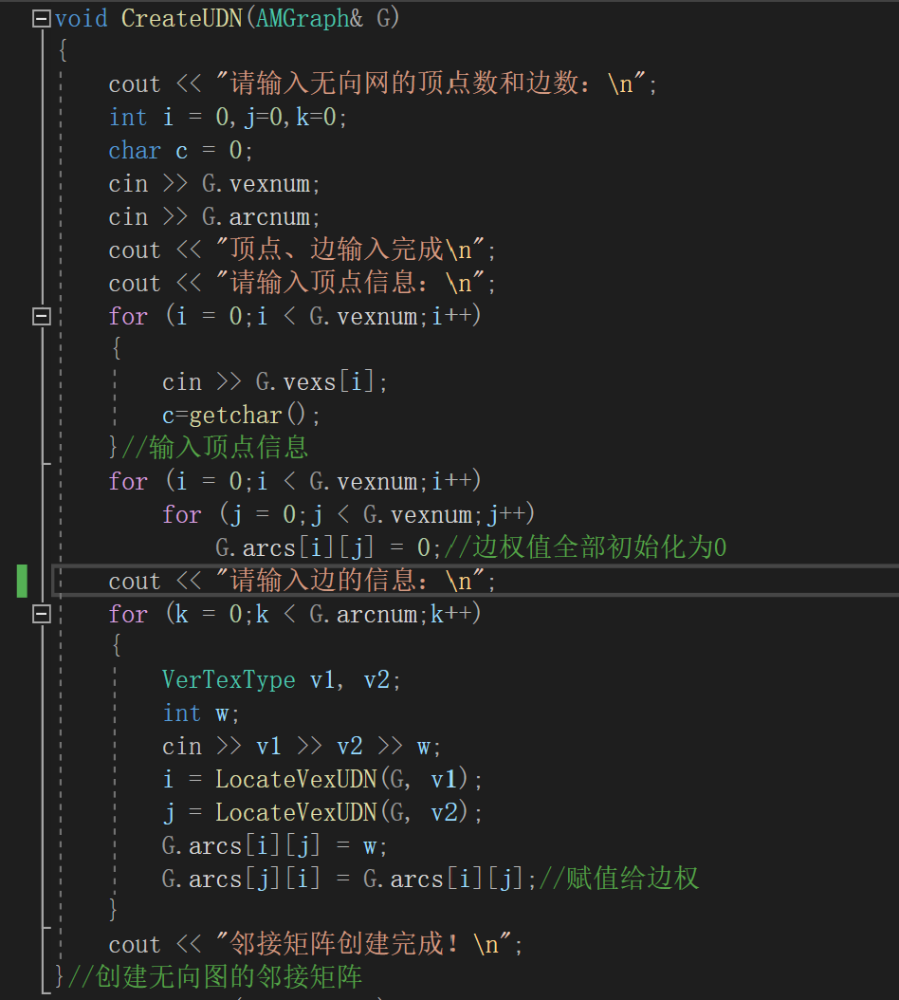 void CreateUDN(AMGraph& G)
{
    cout << "请输入无向网的顶点数和边数：\n";
    int i = 0,j=0,k=0;
    char c = 0;
    cin >> G.vexnum;
    cin >> G.arcnum;
    cout << "顶点、边输入完成\n";
    cout << "请输入顶点信息：\n";
    for (i = 0;i < G.vexnum;i++)
    {
        cin >> G.vexs[i];
        c=getchar();
    }//输入顶点信息
    for (i = 0;i < G.vexnum;i++)
        for (j = 0;j < G.vexnum;j++)
            G.arcs[i][j] = 0;//边权值全部初始化为0
    cout << "请输入边的信息：\n";
    for (k = 0;k < G.arcnum;k++)
    {
        VerTexType v1, v2;
        int w;
        cin >> v1 >> v2 >> w;
        i = LocateVexUDN(G, v1);
        j = LocateVexUDN(G, v2);
        G.arcs[i][j] = w;
        G.arcs[j][i] = G.arcs[i][j];//赋值给边权
    }
    cout << "邻接矩阵创建完成！\n";
}//创建无向图的邻接矩阵